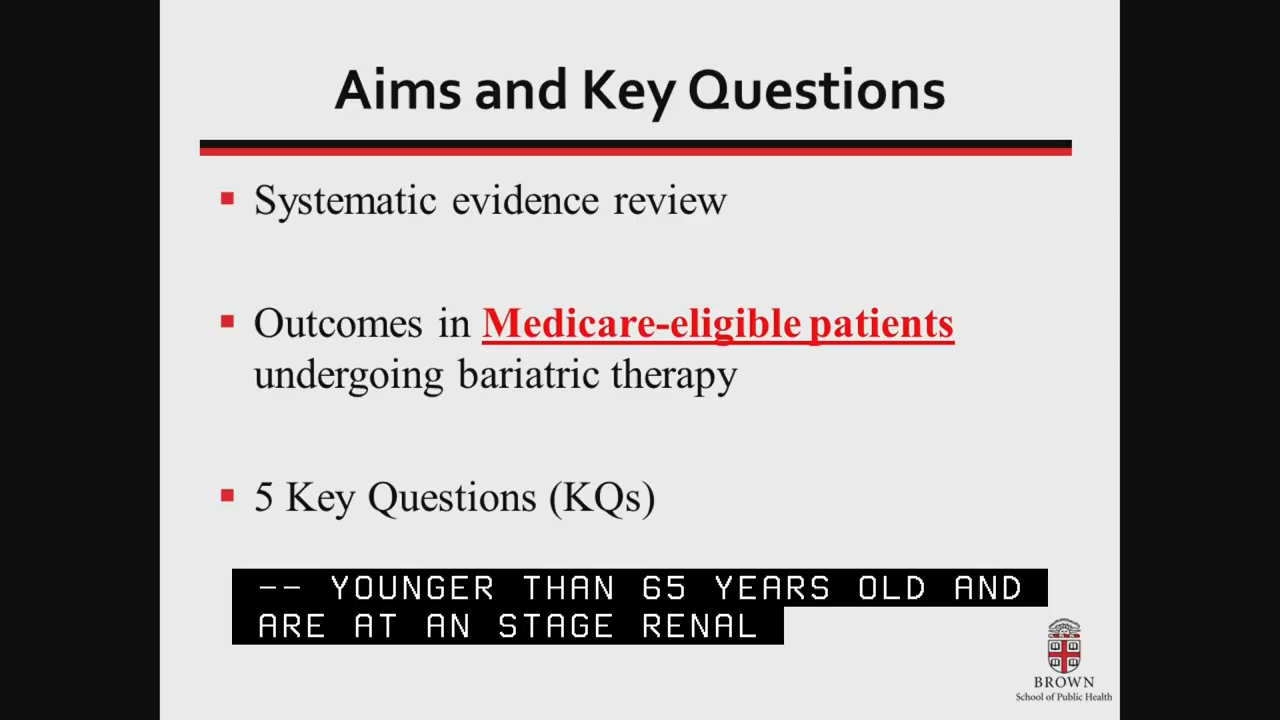 Aims and Key Questions
Systematic evidence review
Outcomes in Medicare-eligible patients
undergoing bariatric therapy
5 Key Questions (KQs)
-- YOUNGER THAN 65 YEARS OLD AND
ARE AT AN STAGE RENAL
BROWN
School of Public Health